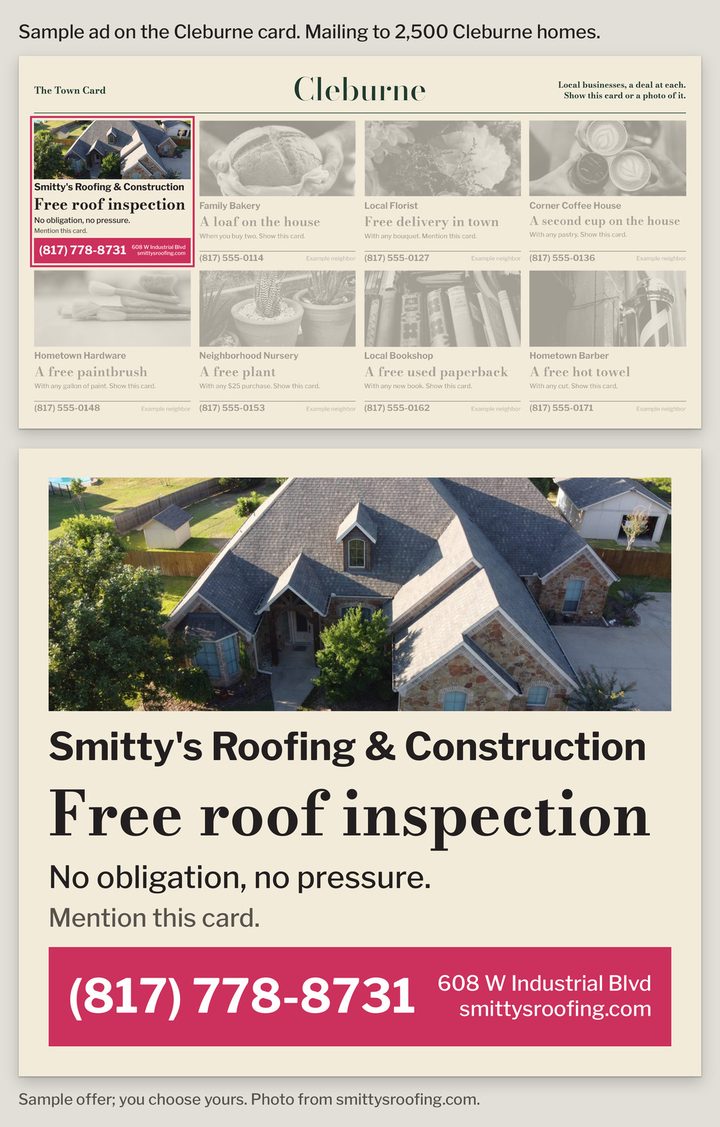 Sample ad on the Cleburne card. Mailing to 2,500 Cleburne homes.
The Town Card
Cleburne
Local businesses, a deal at each.
Show this card or a photo of it.
Smitty's Roofing & Construction
Free roof inspection
No obligation, no pressure.
Mention this card.
(817) 778-8731
608 W Industrial Blvd
smittysroofing.com
Family Bakery
A loaf on the house
When you buy two. Show this card.
(817) 555-0114
Example neighbor
Local Florist
Free delivery in town
With any bouquet. Mention this card.
(817) 555-0127
Example neighbor
Corner Coffee House
A second cup on the house
With any pastry. Show this card.
(817) 555-0136
Example neighbor
Hometown Hardware
A free paintbrush
With any gallon of paint. Show this card.
(817) 555-0148
Example neighbor
Neighborhood Nursery
A free plant
With any $25 purchase. Show this card.
(817) 555-0153
Example neighbor
Local Bookshop
A free used paperback
With any new book. Show this card.
(817) 555-0162
Example neighbor
Hometown Barber
A free hot towel
With any cut. Show this card.
(817) 555-0171
Example neighbor
Smitty's Roofing & Construction
Free roof inspection
No obligation, no pressure.
Mention this card.
(817) 778-8731
608 W Industrial Blvd
smittysroofing.com
Sample offer; you choose yours. Photo from smittysroofing.com.